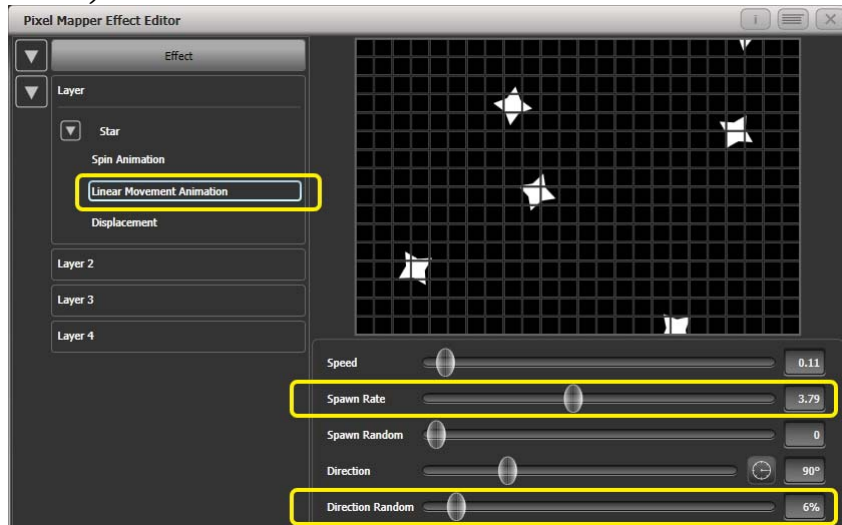 Pixel Mapper Effect Editor
Effect
Layer
Star
Spin Animation
Linear Movement Animation
Displacement
Layer 2
Layer 3
Layer 4
Speed 0.11
Spawn Rate 3.79
Spawn Random 0
Direction 90°
Direction Random 6%